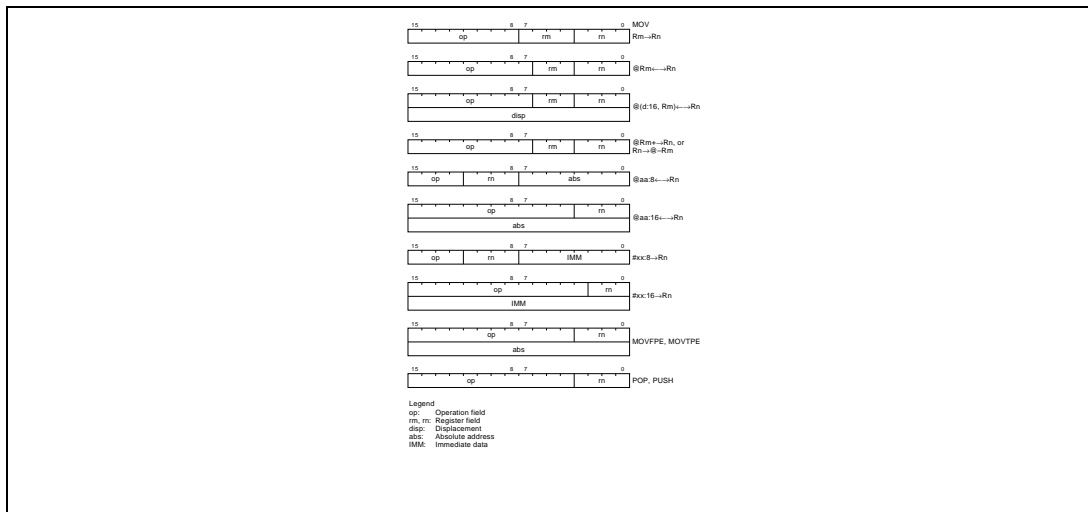 MOV
15 8 7 0
op rm rn Rm→Rn
15 8 7 0
op rm rn @Rm←→Rn
15 8 7 0
op rm rn
disp
@(d:16, Rm)←→Rn
15 8 7 0
op rm rn
@Rm+→Rn, or
Rn→@−Rm
15 8 7 0
op rn abs @aa:8←→Rn
15 8 7 0
op rn
abs
@aa:16←→Rn
15 8 7 0
op rn IMM #xx:8→Rn
15 8 7 0
op rn
IMM
#xx:16→Rn
15 8 7 0
op rn
abs
MOVFPE, MOVTPE
15 8 7 0
op rn POP, PUSH
Legend
op: Operation field
rm, rn: Register field
disp: Displacement
abs: Absolute address
IMM: Immediate data